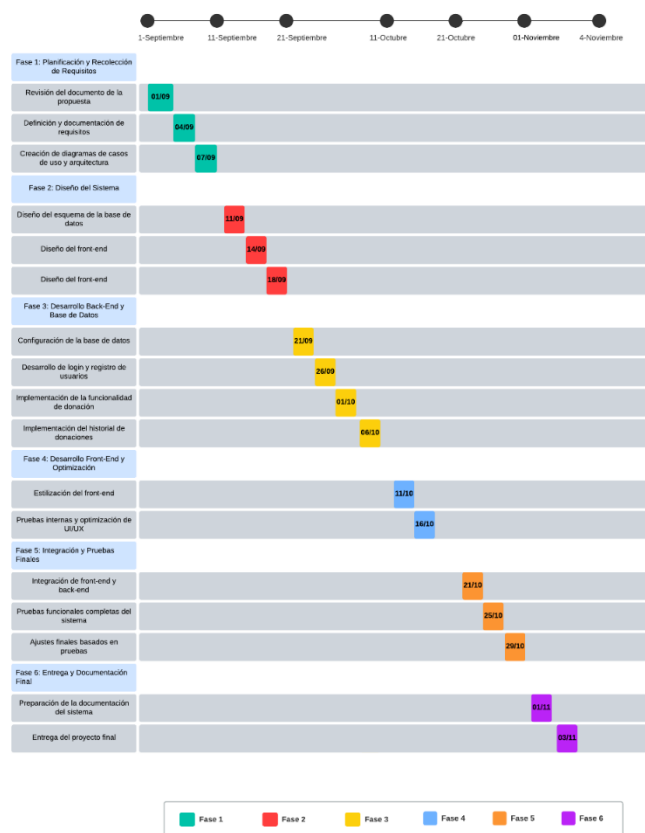 1-Septiembre
11-Septiembre
21-Septiembre
11-Octubre
21-Octubre
01-Noviembre
4-Noviembre
Fase 1: Planificación y Recolección
de Requisitos
Revisión del documento de la
propuesta
01/09
Definición y documentación de
requisitos
04/09
Creación de diagramas de casos
de uso y arquitectura
07/09
Fase 2: Diseño del Sistema
Diseño del esquema de la base de
datos
11/09
Diseño del front-end
14/09
Diseño del front-end
18/09
Fase 3: Desarrollo Back-End y
Base de Datos
Configuración de la base de datos
21/09
Desarrollo de login y registro de
usuarios
26/09
Implementación de la funcionalidad
de donación
01/10
Implementación del historial de
donaciones
06/10
Fase 4: Desarrollo Front-End y
Optimización
Estilización del front-end
11/10
Pruebas internas y optimización de
UI/UX
16/10
Fase 5: Integración y Pruebas
Finales
Integración de front-end y
back-end
21/10
Pruebas funcionales completas del
sistema
25/10
Ajustes finales basados en
pruebas
29/10
Fase 6: Entrega y Documentación
Final
Preparación de la documentación
del sistema
01/11
Entrega del proyecto final
03/11
Fase 1
Fase 2
Fase 3
Fase 4
Fase 5
Fase 6